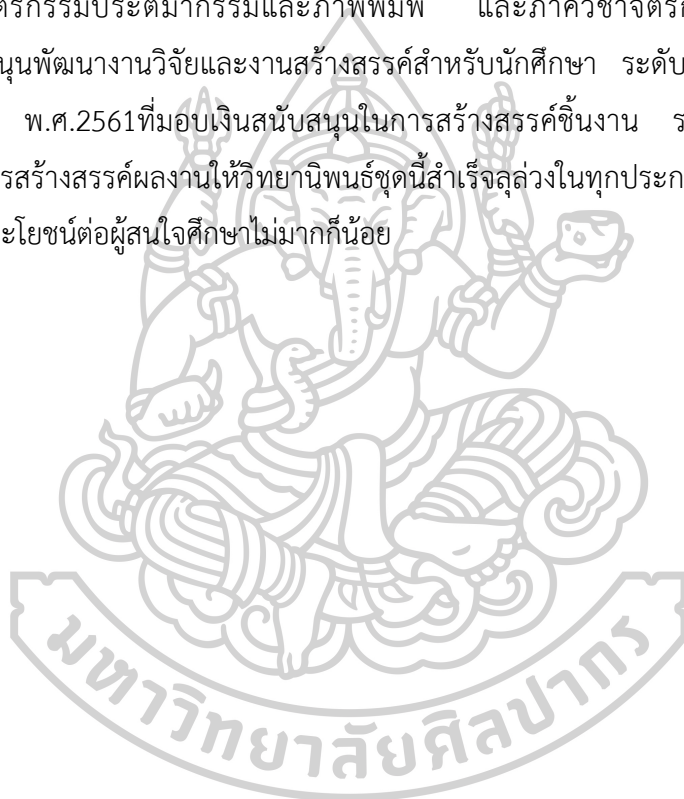 ตรกรรมประติมากรรมและภาพพิมพ์ และภาควิชาจิตรก
นุนพัฒนางานวิจัยและงานสร้างสรรค์สำหรับนักศึกษา ระดับ
พ.ศ.2561ที่มอบเงินสนับสนุนในการสร้างสรรค์ชิ้นงาน ร
รสร้างสรรค์ผลงานให้วิทยานิพนธ์ชุดนี้สำเร็จลุล่วงในทุกประก
ะโยชน์ต่อผู้สนใจศึกษาไม่มากก็น้อย
มหาวิทยาลัยศิลปากร